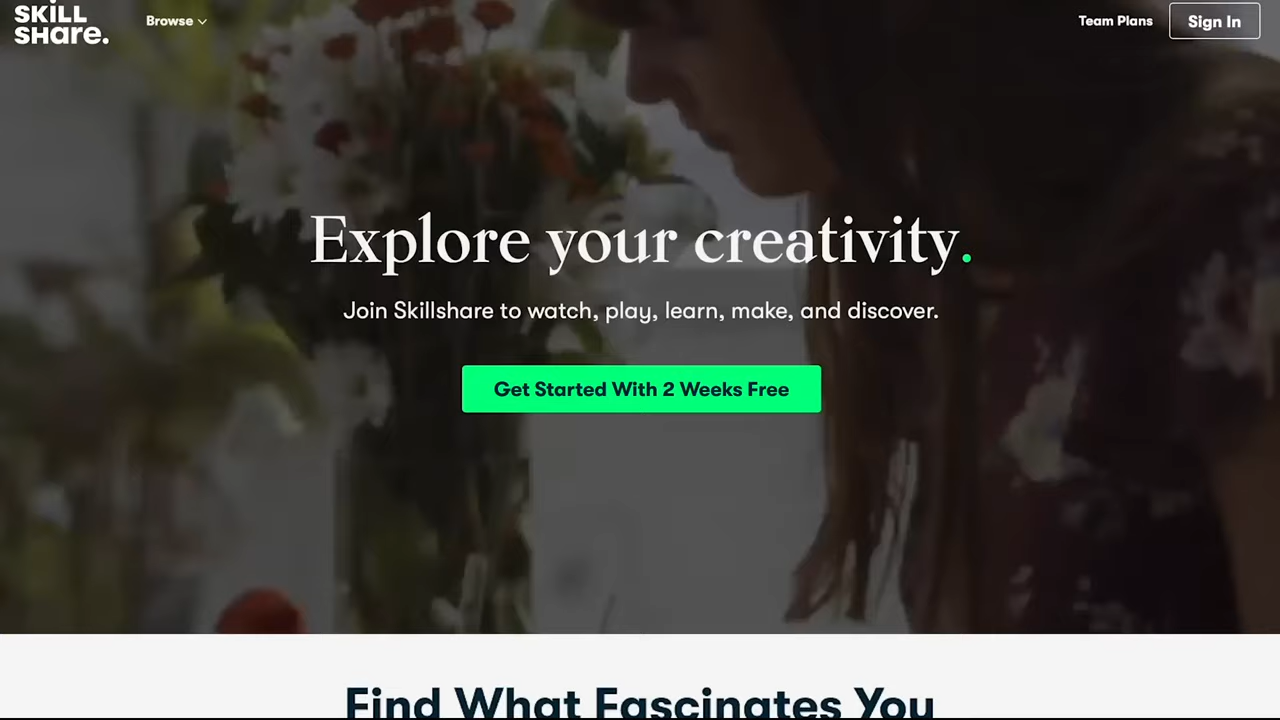 SKiLL
SHare.
Browse
Team Plans
Sign In
Explore your creativity.
Join Skillshare to watch, play, learn, make, and discover.
Get Started With 2 Weeks Free
Find What Fascinates You